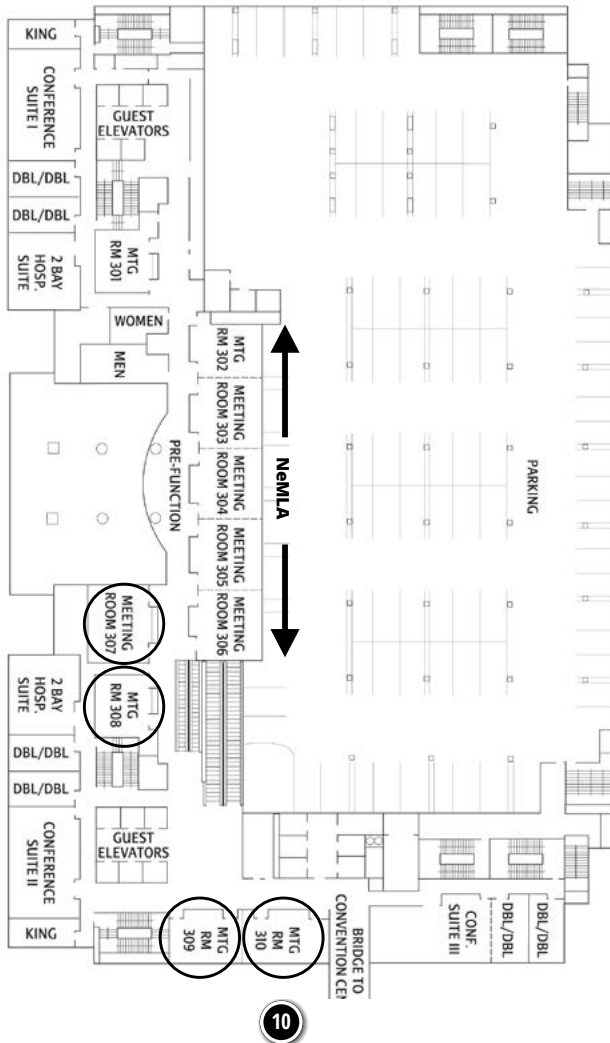 KING
CONFERENCE
SUITE I
GUEST
ELEVATORS
DBL/DBL
DBL/DBL
2 BAY
HOSP.
SUITE
MTG
RM 301
WOMEN
MEN
MTG
RM 302
MEETING
ROOM 303
MEETING
ROOM 304
MEETING
ROOM 305
MEETING
ROOM 306
NeMLA
PRE-FUNCTION
PARKING
MEETING
ROOM 307
MTG
RM 308
2 BAY
HOSP.
SUITE
DBL/DBL
DBL/DBL
GUEST
ELEVATORS
CONFERENCE
SUITE II
KING
MTG
RM
309
MTG
RM
310
BRIDGE TO
CONVENTION CEN
CONF.
SUITE III
DBL/DBL
DBL/DBL
10